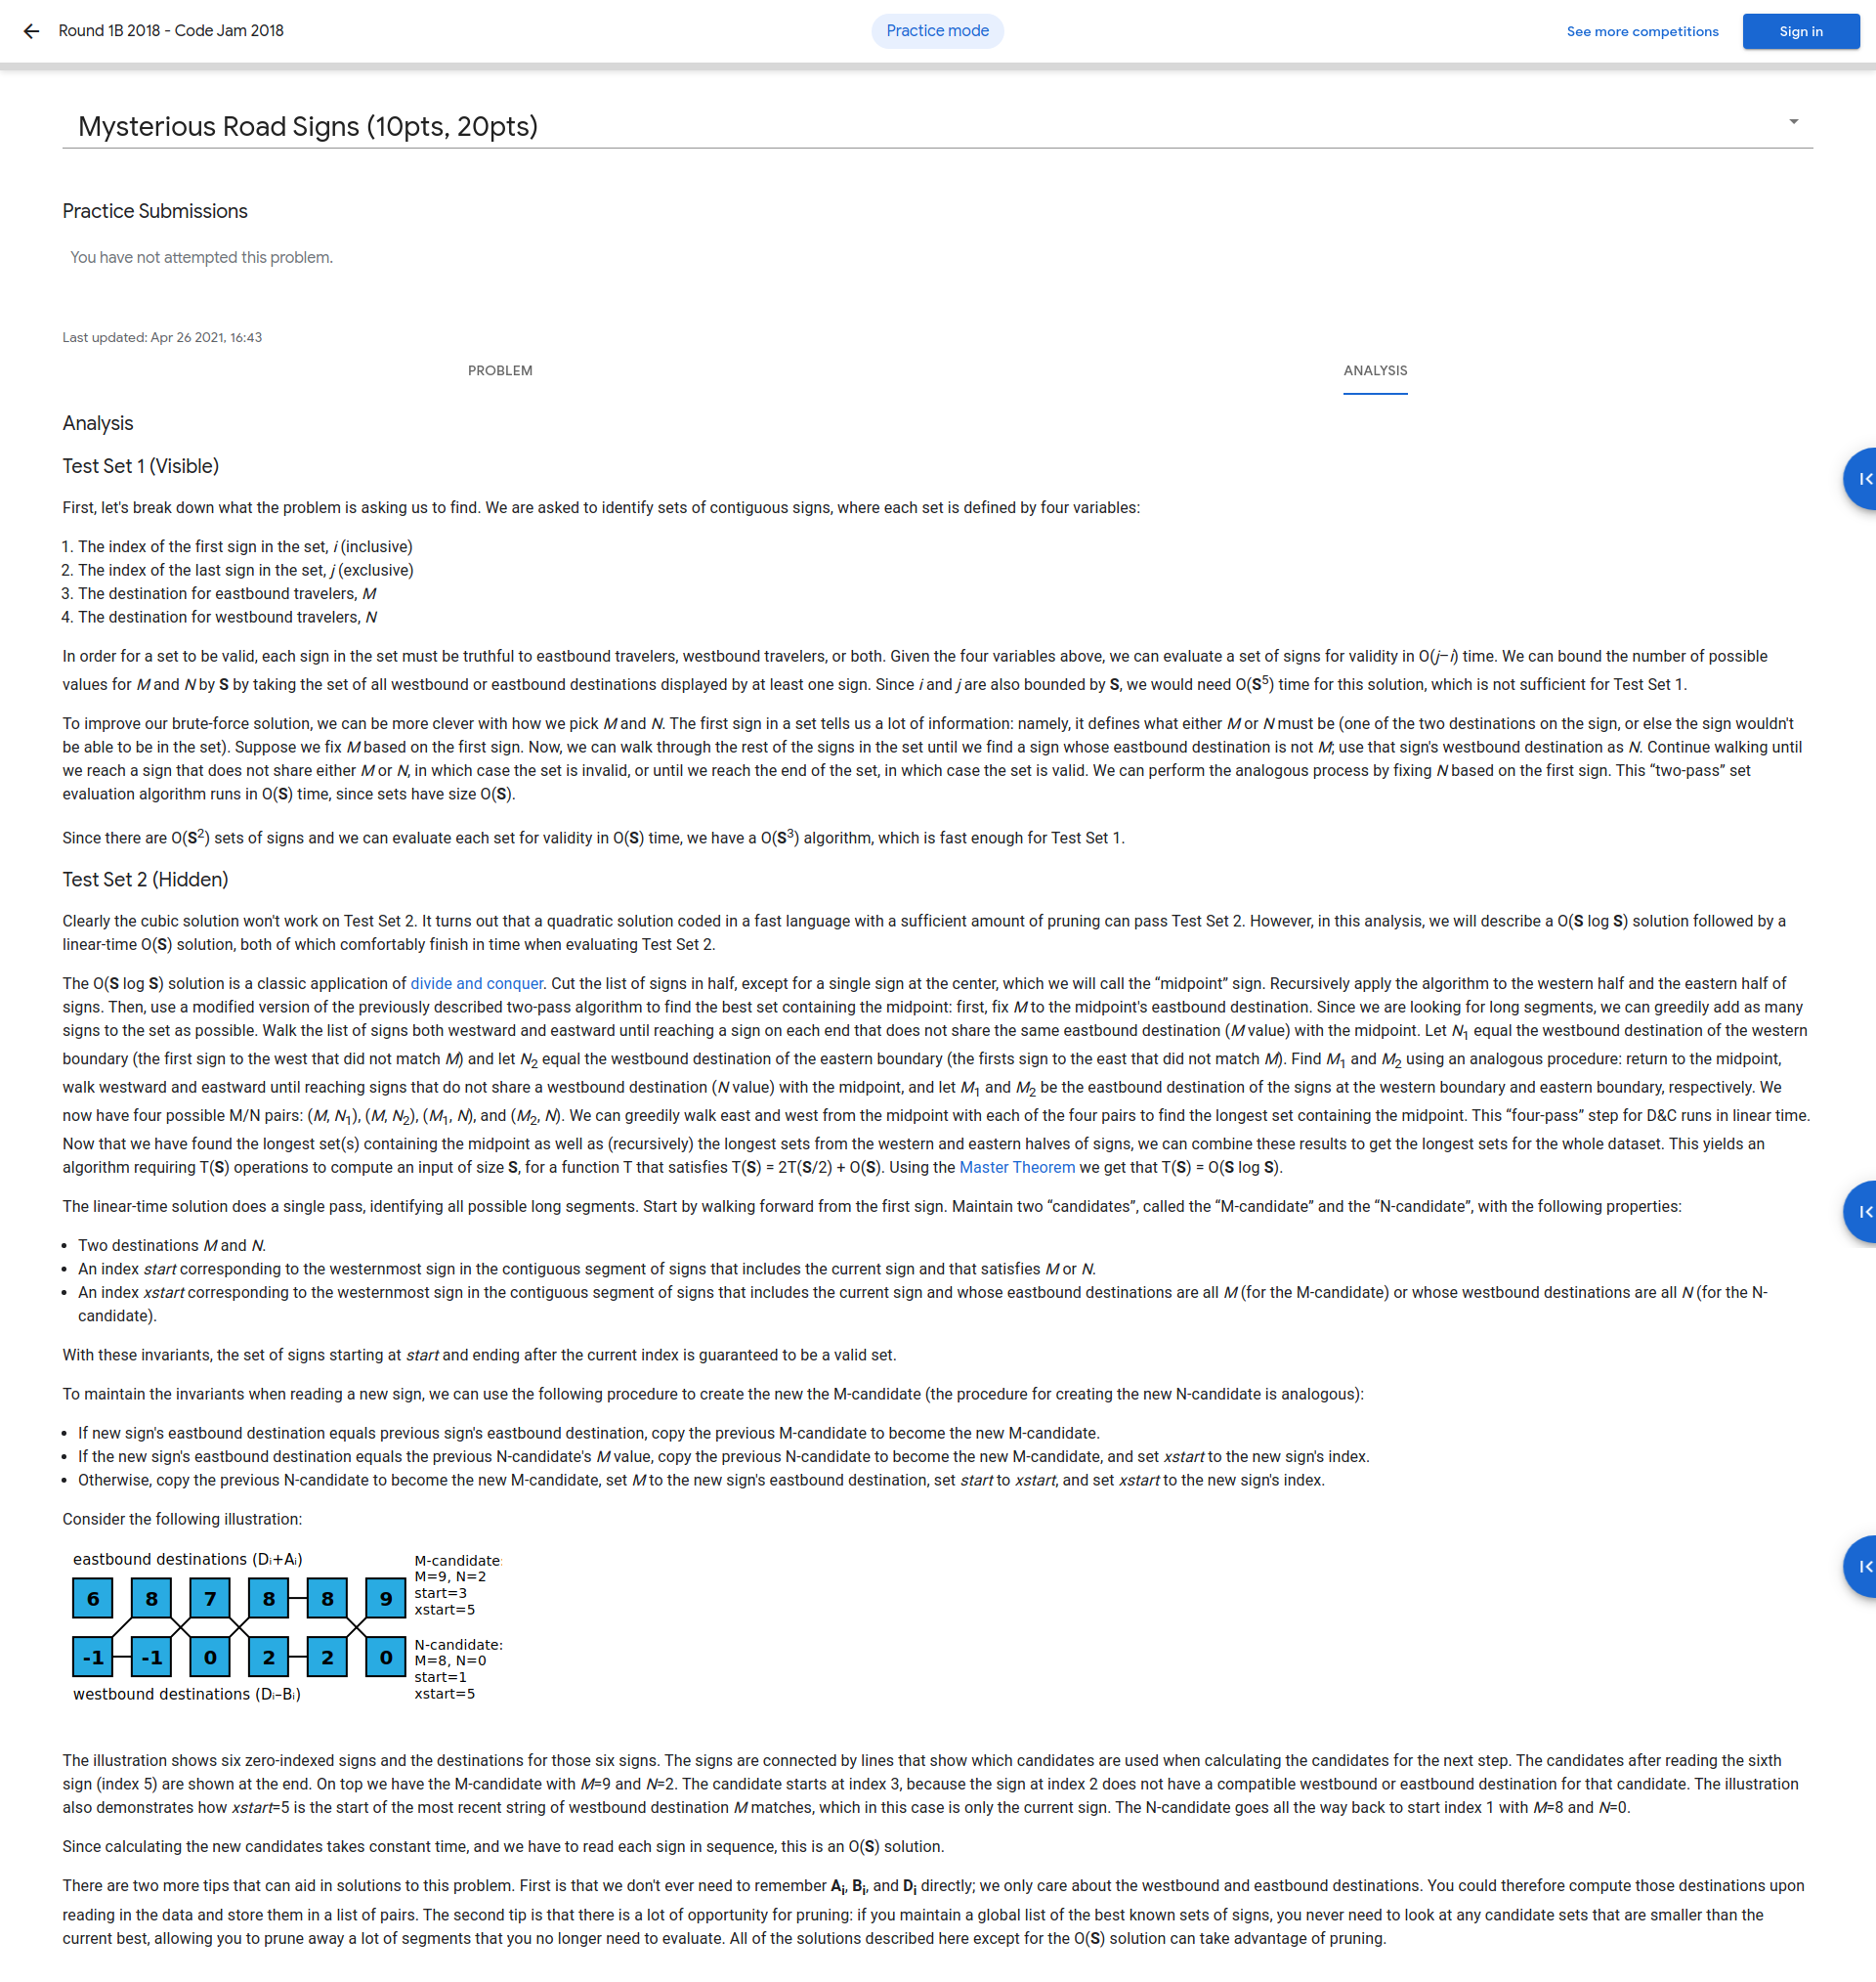 Round 1B 2018 - Code Jam 2018
Practice mode
See more competitions
Sign in
Mysterious Road Signs (10pts, 20pts)
Practice Submissions
You have not attempted this problem.
Last updated: Apr 26 2021, 16:43
PROBLEM
ANALYSIS
Analysis
Test Set 1 (Visible)
First, let's break down what the problem is asking us to find. We are asked to identify sets of contiguous signs, where each set is defined by four variables:
1. The index of the first sign in the set, i (inclusive)
2. The index of the last sign in the set, j (exclusive)
3. The destination for eastbound travelers, M
4. The destination for westbound travelers, N
In order for a set to be valid, each sign in the set must be truthful to eastbound travelers, westbound travelers, or both. Given the four variables above, we can evaluate a set of signs for validity in O(j−i) time. We can bound the number of possible
values for M and N by S by taking the set of all westbound or eastbound destinations displayed by at least one sign. Since i and j are also bounded by S, we would need O(S5) time for this solution, which is not sufficient for Test Set 1.
To improve our brute-force solution, we can be more clever with how we pick M and N. The first sign in a set tells us a lot of information: namely, it defines what either M or N must be (one of the two destinations on the sign, or else the sign wouldn't
be able to be in the set). Suppose we fix M based on the first sign. Now, we can walk through the rest of the signs in the set until we find a sign whose eastbound destination is not M; use that sign's westbound destination as N. Continue walking until
we reach a sign that does not share either M or N, in which case the set is invalid, or until we reach the end of the set, in which case the set is valid. We can perform the analogous process by fixing N based on the first sign. This “two-pass” set
evaluation algorithm runs in O(S) time, since sets have size O(S).
Since there are O(S2) sets of signs and we can evaluate each set for validity in O(S) time, we have a O(S3) algorithm, which is fast enough for Test Set 1.
Test Set 2 (Hidden)
Clearly the cubic solution won't work on Test Set 2. It turns out that a quadratic solution coded in a fast language with a sufficient amount of pruning can pass Test Set 2. However, in this analysis, we will describe a O(S log S) solution followed by a
linear-time O(S) solution, both of which comfortably finish in time when evaluating Test Set 2.
The O(S log S) solution is a classic application of divide and conquer. Cut the list of signs in half, except for a single sign at the center, which we will call the “midpoint” sign. Recursively apply the algorithm to the western half and the eastern half of
signs. Then, use a modified version of the previously described two-pass algorithm to find the best set containing the midpoint: first, fix M to the midpoint's eastbound destination. Since we are looking for long segments, we can greedily add as many
signs to the set as possible. Walk the list of signs both westward and eastward until reaching a sign on each end that does not share the same eastbound destination (M value) with the midpoint. Let N1 equal the westbound destination of the western
boundary (the first sign to the west that did not match M) and let N2 equal the westbound destination of the eastern boundary (the firsts sign to the east that did not match M). Find M1 and M2 using an analogous procedure: return to the midpoint,
walk westward and eastward until reaching signs that do not share a westbound destination (N value) with the midpoint, and let M1 and M2 be the eastbound destination of the signs at the western boundary and eastern boundary, respectively. We
now have four possible M/N pairs: (M, N1), (M, N2), (M1, N), and (M2, N). We can greedily walk east and west from the midpoint with each of the four pairs to find the longest set containing the midpoint. This “four-pass” step for D&C runs in linear time.
Now that we have found the longest set(s) containing the midpoint as well as (recursively) the longest sets from the western and eastern halves of signs, we can combine these results to get the longest sets for the whole dataset. This yields an
algorithm requiring T(S) operations to compute an input of size S, for a function T that satisfies T(S) = 2T(S/2) + O(S). Using the Master Theorem we get that T(S) = O(S log S).
The linear-time solution does a single pass, identifying all possible long segments. Start by walking forward from the first sign. Maintain two “candidates”, called the “M-candidate” and the “N-candidate”, with the following properties:
• Two destinations M and N.
• An index start corresponding to the westernmost sign in the contiguous segment of signs that includes the current sign and that satisfies M or N.
• An index xstart corresponding to the westernmost sign in the contiguous segment of signs that includes the current sign and whose eastbound destinations are all M (for the M-candidate) or whose westbound destinations are all N (for the N-
candidate).
With these invariants, the set of signs starting at start and ending after the current index is guaranteed to be a valid set.
To maintain the invariants when reading a new sign, we can use the following procedure to create the new the M-candidate (the procedure for creating the new N-candidate is analogous):
• If new sign's eastbound destination equals previous sign's eastbound destination, copy the previous M-candidate to become the new M-candidate.
• If the new sign's eastbound destination equals the previous N-candidate's M value, copy the previous N-candidate to become the new M-candidate, and set xstart to the new sign's index.
• Otherwise, copy the previous N-candidate to become the new M-candidate, set M to the new sign's eastbound destination, set start to xstart, and set xstart to the new sign's index.
Consider the following illustration:
eastbound destinations (Di+Ai)
6 8 7 8 8 9
M-candidate:
M=9, N=2
start=3
xstart=5
-1 -1 0 2 2 0
N-candidate:
M=8, N=0
start=1
xstart=5
westbound destinations (Di–Bi)
The illustration shows six zero-indexed signs and the destinations for those six signs. The signs are connected by lines that show which candidates are used when calculating the candidates for the next step. The candidates after reading the sixth
sign (index 5) are shown at the end. On top we have the M-candidate with M=9 and N=2. The candidate starts at index 3, because the sign at index 2 does not have a compatible westbound or eastbound destination for that candidate. The illustration
also demonstrates how xstart=5 is the start of the most recent string of westbound destination M matches, which in this case is only the current sign. The N-candidate goes all the way back to start index 1 with M=8 and N=0.
Since calculating the new candidates takes constant time, and we have to read each sign in sequence, this is an O(S) solution.
There are two more tips that can aid in solutions to this problem. First is that we don't ever need to remember Ai, Bi, and Di directly; we only care about the westbound and eastbound destinations. You could therefore compute those destinations upon
reading in the data and store them in a list of pairs. The second tip is that there is a lot of opportunity for pruning: if you maintain a global list of the best known sets of signs, you never need to look at any candidate sets that are smaller than the
current best, allowing you to prune away a lot of segments that you no longer need to evaluate. All of the solutions described here except for the O(S) solution can take advantage of pruning.